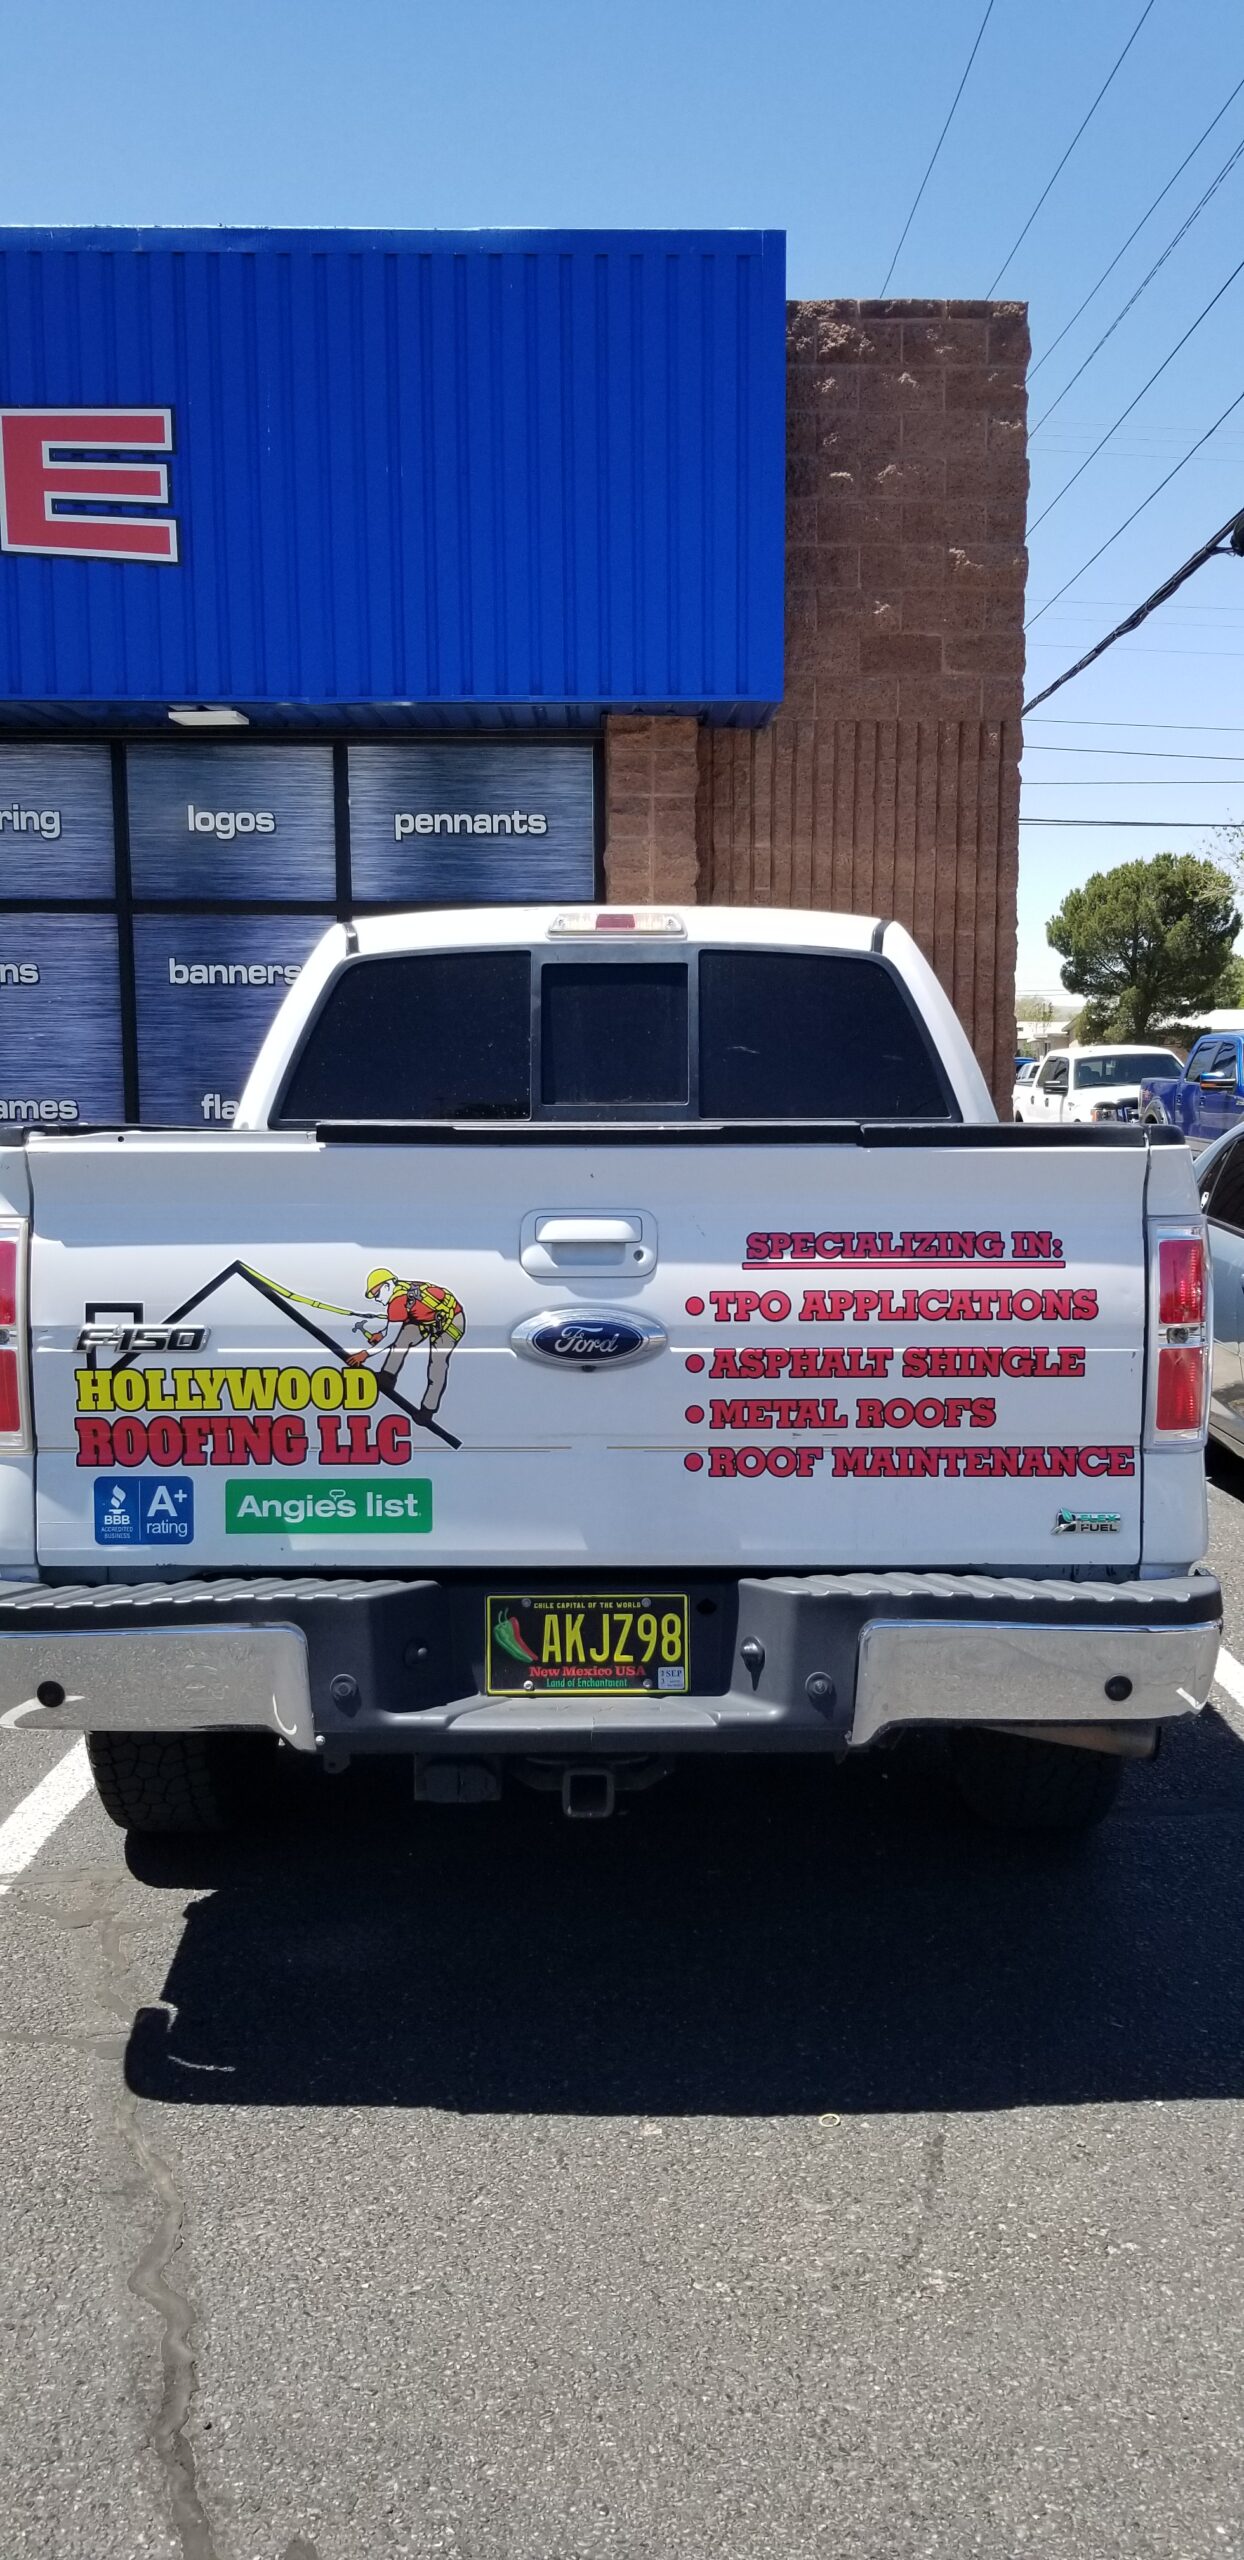 E
ring
logos
pennants
ns
banners
ames
fla
F-150
HOLLYWOOD
ROOFING LLC
BBB
ACCREDITED
BUSINESS
A+
rating
Angie's list
Ford
SPECIALIZING IN:
• TPO APPLICATIONS
• ASPHALT SHINGLE
• METAL ROOFS
• ROOF MAINTENANCE
FLEX
FUEL
CHILE CAPITAL OF THE WORLD
AKJZ98
New Mexico USA
SEP
Land of Enchantment